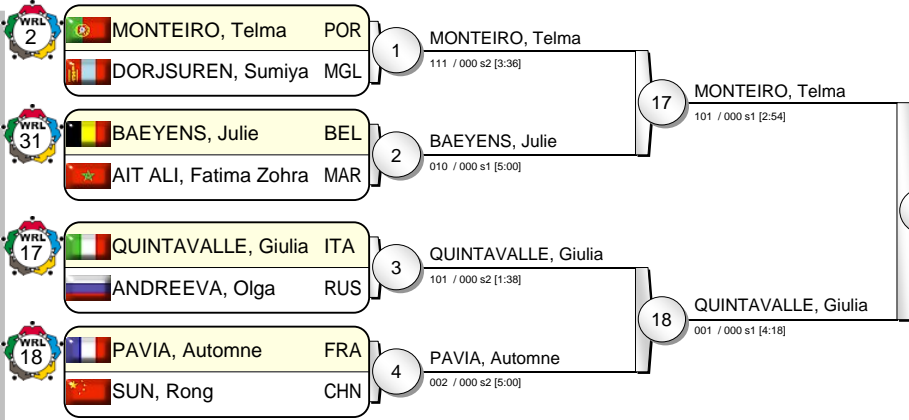 WRL
2
MONTEIRO, Telma POR
DORJSUREN, Sumiya MGL
1
MONTEIRO, Telma
111 / 000 s2 [3:36]
WRL
31
BAEYENS, Julie BEL
AIT ALI, Fatima Zohra MAR
2
BAEYENS, Julie
010 / 000 s1 [5:00]
17
MONTEIRO, Telma
101 / 000 s1 [2:54]
WRL
17
QUINTAVALLE, Giulia ITA
ANDREEVA, Olga RUS
3
QUINTAVALLE, Giulia
101 / 000 s2 [1:38]
WRL
18
PAVIA, Automne FRA
SUN, Rong CHN
4
PAVIA, Automne
002 / 000 s2 [5:00]
18
QUINTAVALLE, Giulia
001 / 000 s1 [4:18]